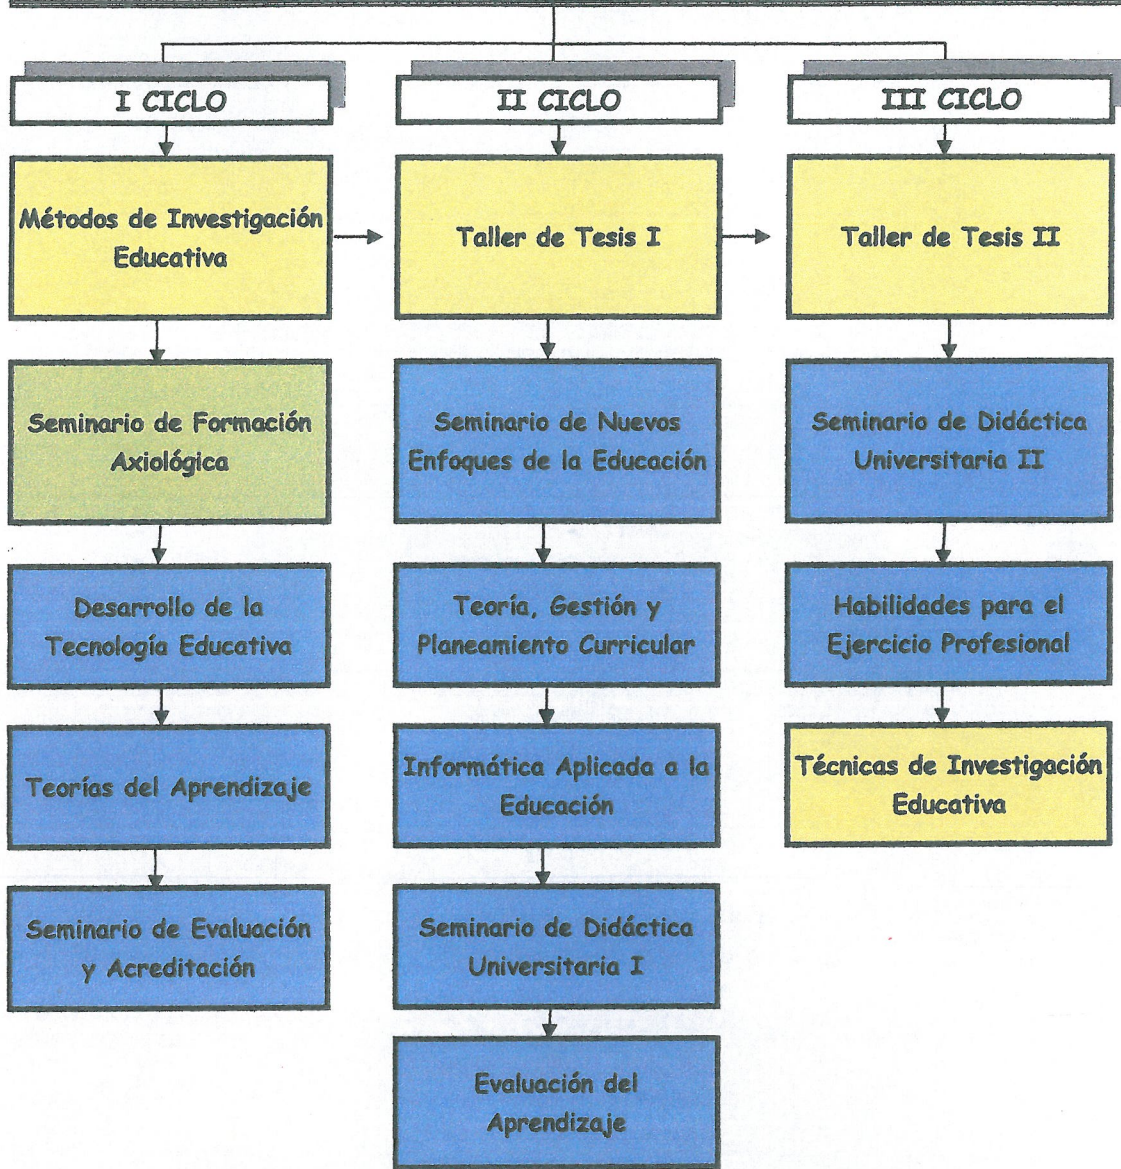 I CICLO
II CICLO
III CICLO
Métodos de Investigación
Educativa
Taller de Tesis I
Taller de Tesis II
Seminario de Formación
Axiológica
Seminario de Nuevos
Enfoques de la Educación
Seminario de Didáctica
Universitaria II
Desarrollo de la
Tecnología Educativa
Teoría, Gestión y
Planeamiento Curricular
Habilidades para el
Ejercicio Profesional
Teorías del Aprendizaje
Informática Aplicada a la
Educación
Técnicas de Investigación
Educativa
Seminario de Evaluación
y Acreditación
Seminario de Didáctica
Universitaria I
Evaluación del
Aprendizaje